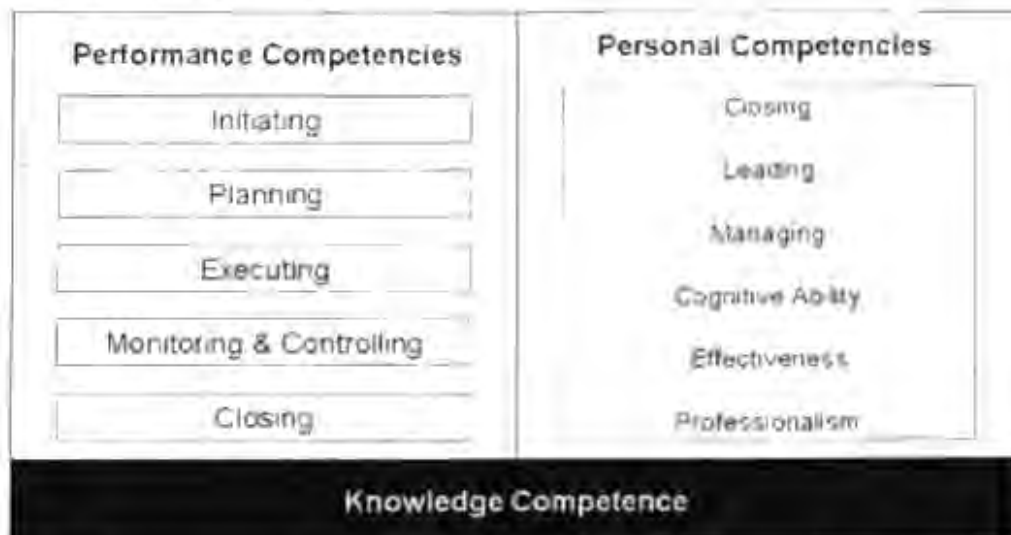 Performance Competencies
Initiating
Planning
Executing
Monitoring & Controlling
Closing
Personal Competencies
Closing
Leading
Managing
Cognitive Ability
Effectiveness
Professionalism
Knowledge Competence